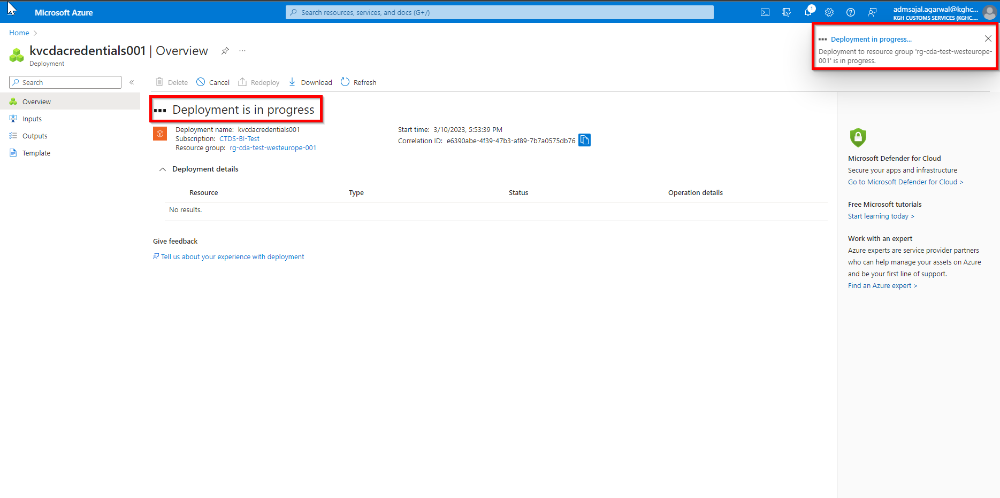 Microsoft Azure
Search resources, services, and docs (G+/)
1
admsajal.agarwal@kghc...
KGH CUSTOMS SERVICES (KGHC....
Home
kvcdacredentials001 | Overview
...
Deployment
Deployment in progress...
Deployment to resource group 'rg-cda-test-westeurope-
001' is in progress.
Search
«
Delete
Cancel
Redeploy
Download
Refresh
Overview
Inputs
Outputs
Template
Deployment is in progress
Deployment name: kvcdacredentials001
Subscription: CTDS-BI-Test
Resource group: rg-cda-test-westeurope-001
Start time: 3/10/2023, 5:53:39 PM
Correlation ID: e6390abe-4f39-47b3-af89-7b7a0575db76
Deployment details
Resource Type Status Operation details
No results.
Give feedback
Tell us about your experience with deployment
Microsoft Defender for Cloud
Secure your apps and infrastructure
Go to Microsoft Defender for Cloud >
Free Microsoft tutorials
Start learning today >
Work with an expert
Azure experts are service provider partners
who can help manage your assets on Azure
and be your first line of support.
Find an Azure expert >